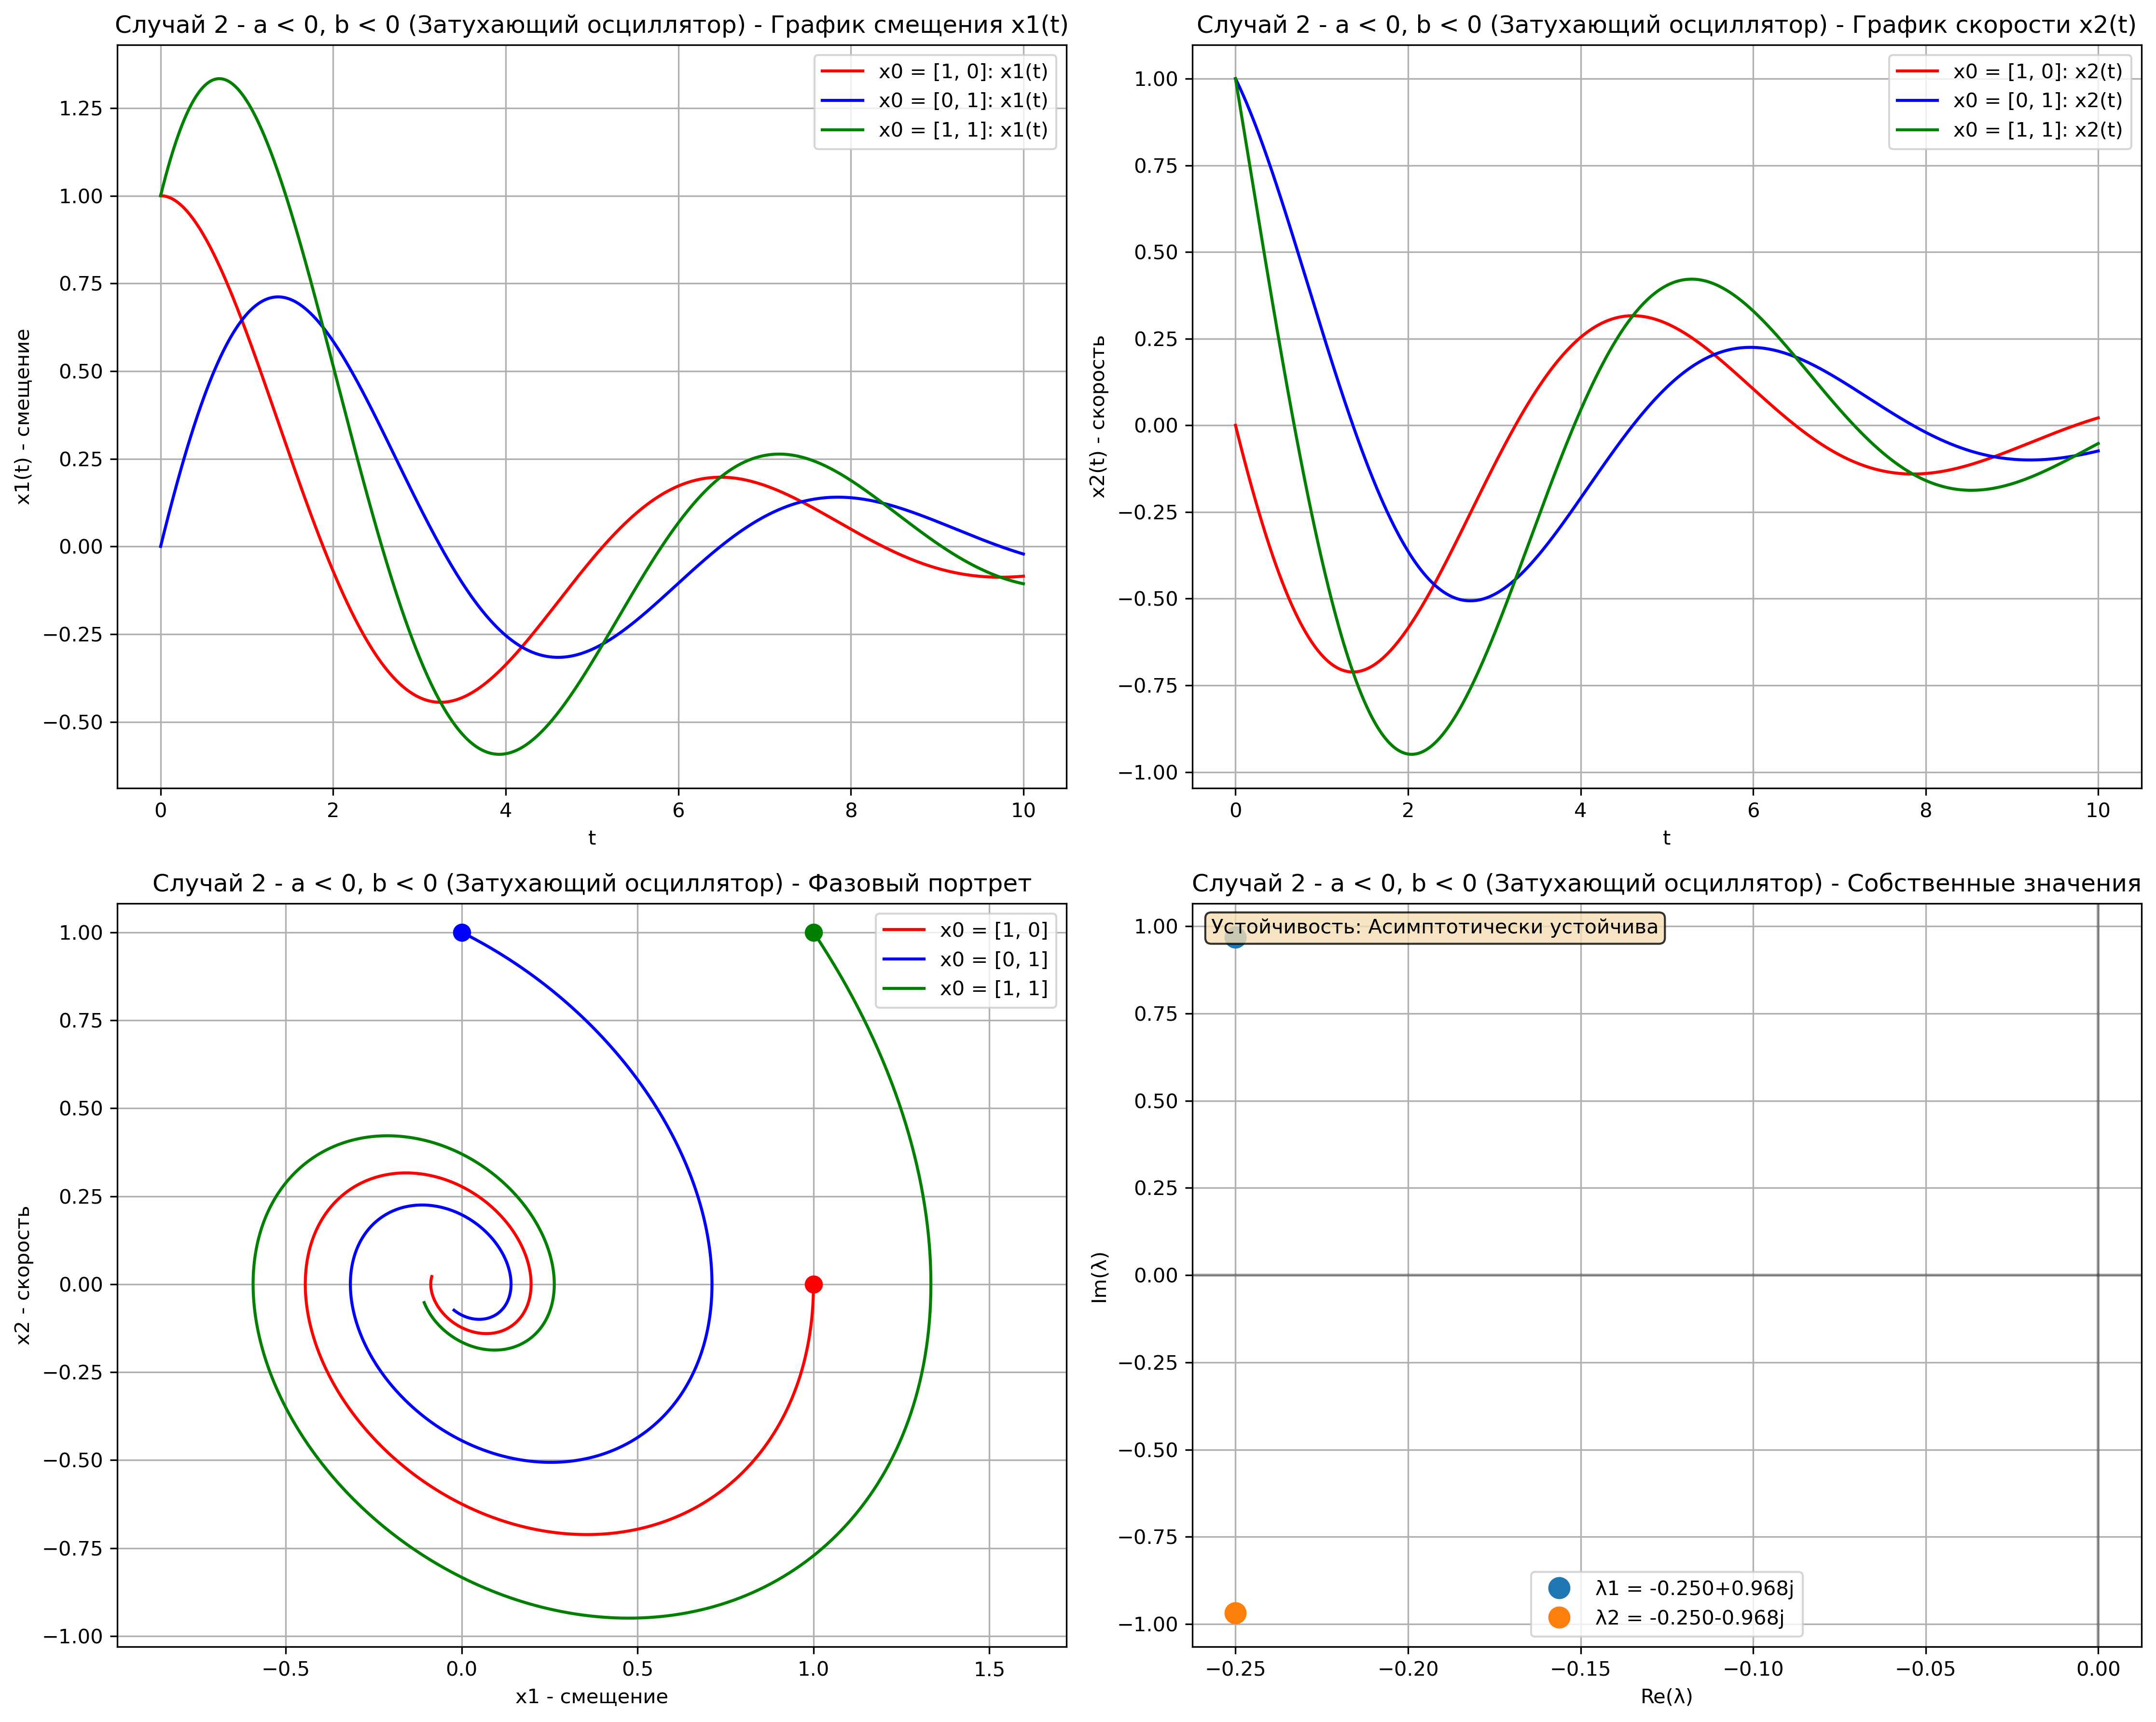 Случай 2 - a < 0, b < 0 (Затухающий осциллятор) - График смещения x1(t)
x0 = [1, 0]: x1(t)
x0 = [0, 1]: x1(t)
x0 = [1, 1]: x1(t)
1.25
1.00
0.75
0.50
0.25
0.00
−0.25
−0.50
x1(t) - смещение
0 2 4 6 8 10
t
Случай 2 - a < 0, b < 0 (Затухающий осциллятор) - График скорости x2(t)
x0 = [1, 0]: x2(t)
x0 = [0, 1]: x2(t)
x0 = [1, 1]: x2(t)
1.00
0.75
0.50
0.25
0.00
−0.25
−0.50
−0.75
−1.00
x2(t) - скорость
0 2 4 6 8 10
t
Случай 2 - a < 0, b < 0 (Затухающий осциллятор) - Фазовый портрет
x0 = [1, 0]
x0 = [0, 1]
x0 = [1, 1]
1.00
0.75
0.50
0.25
0.00
−0.25
−0.50
−0.75
−1.00
x2 - скорость
−0.5 0.0 0.5 1.0 1.5
x1 - смещение
Случай 2 - a < 0, b < 0 (Затухающий осциллятор) - Собственные значения
Устойчивость: Асимптотически устойчива
1.00
0.75
0.50
0.25
0.00
−0.25
−0.50
−0.75
−1.00
Im(λ)
λ1 = -0.250+0.968j
λ2 = -0.250-0.968j
−0.25 −0.20 −0.15 −0.10 −0.05 0.00
Re(λ)